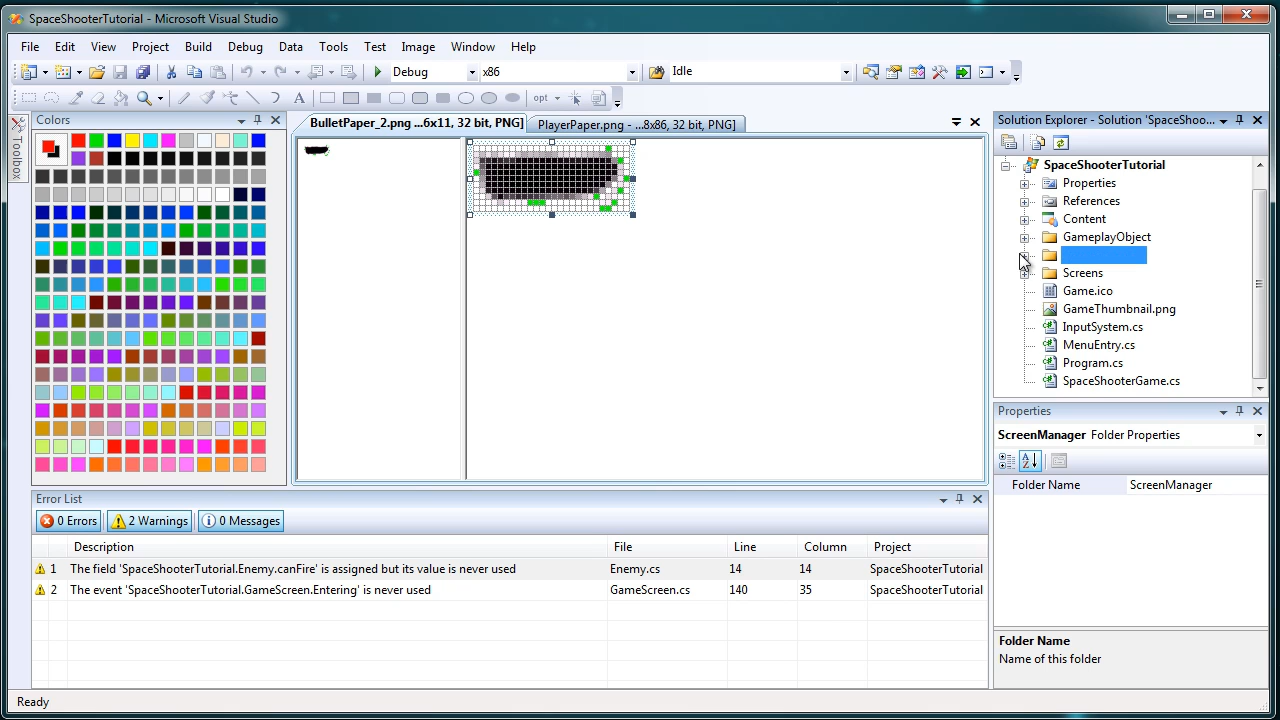 SpaceShooterTutorial - Microsoft Visual Studio
File Edit View Project Build Debug Data Tools Test Image Window Help
Debug x86 Idle
A opt
Toolbox
Colors
BulletPaper_2.png ...6x11, 32 bit, PNG] PlayerPaper.png - ...8x86, 32 bit, PNG]
Solution Explorer - Solution 'SpaceShoo...
SpaceShooterTutorial
Properties
References
Content
GameplayObject
Screens
Game.ico
GameThumbnail.png
InputSystem.cs
MenuEntry.cs
Program.cs
SpaceShooterGame.cs
Properties
ScreenManager Folder Properties
Folder Name ScreenManager
Folder Name
Name of this folder
Error List
0 Errors 2 Warnings 0 Messages
Description File Line Column Project
1 The field 'SpaceShooterTutorial.Enemy.canFire' is assigned but its value is never used Enemy.cs 14 14 SpaceShooterTutorial
2 The event 'SpaceShooterTutorial.GameScreen.Entering' is never used GameScreen.cs 140 35 SpaceShooterTutorial
Ready